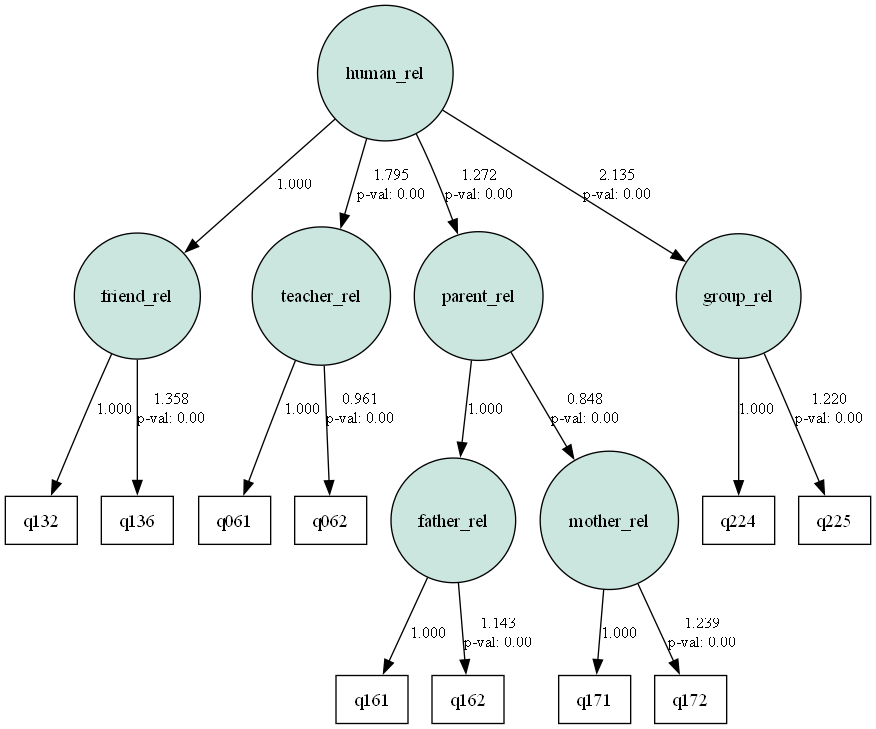 human_rel
1.000
1.795
p-val: 0.00
1.272
p-val: 0.00
2.135
p-val: 0.00
friend_rel
teacher_rel
parent_rel
group_rel
1.000
1.358
p-val: 0.00
1.000
0.961
p-val: 0.00
1.000
0.848
p-val: 0.00
1.000
1.220
p-val: 0.00
q132
q136
q061
q062
father_rel
mother_rel
q224
q225
1.000
1.143
p-val: 0.00
1.000
1.239
p-val: 0.00
q161
q162
q171
q172